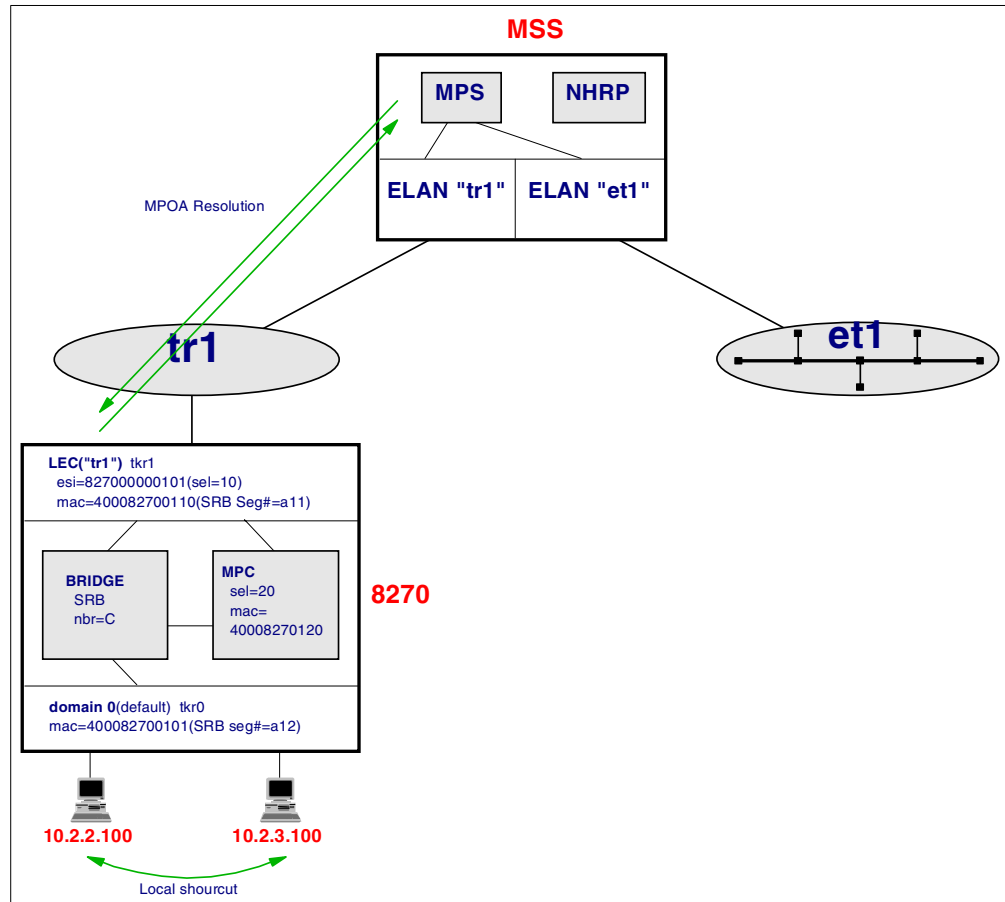 MSS
MPS
NHRP
ELAN "tr1"
ELAN "et1"
MPOA Resolution
tr1
et1
LEC("tr1") tkr1
esi=827000000101(sel=10)
mac=400082700110(SRB Seg#=a11)
BRIDGE
SRB
nbr=C
MPC
sel=20
mac=
40008270120
8270
domain 0(default) tkr0
mac=400082700101(SRB seg#=a12)
10.2.2.100
10.2.3.100
Local shourcut